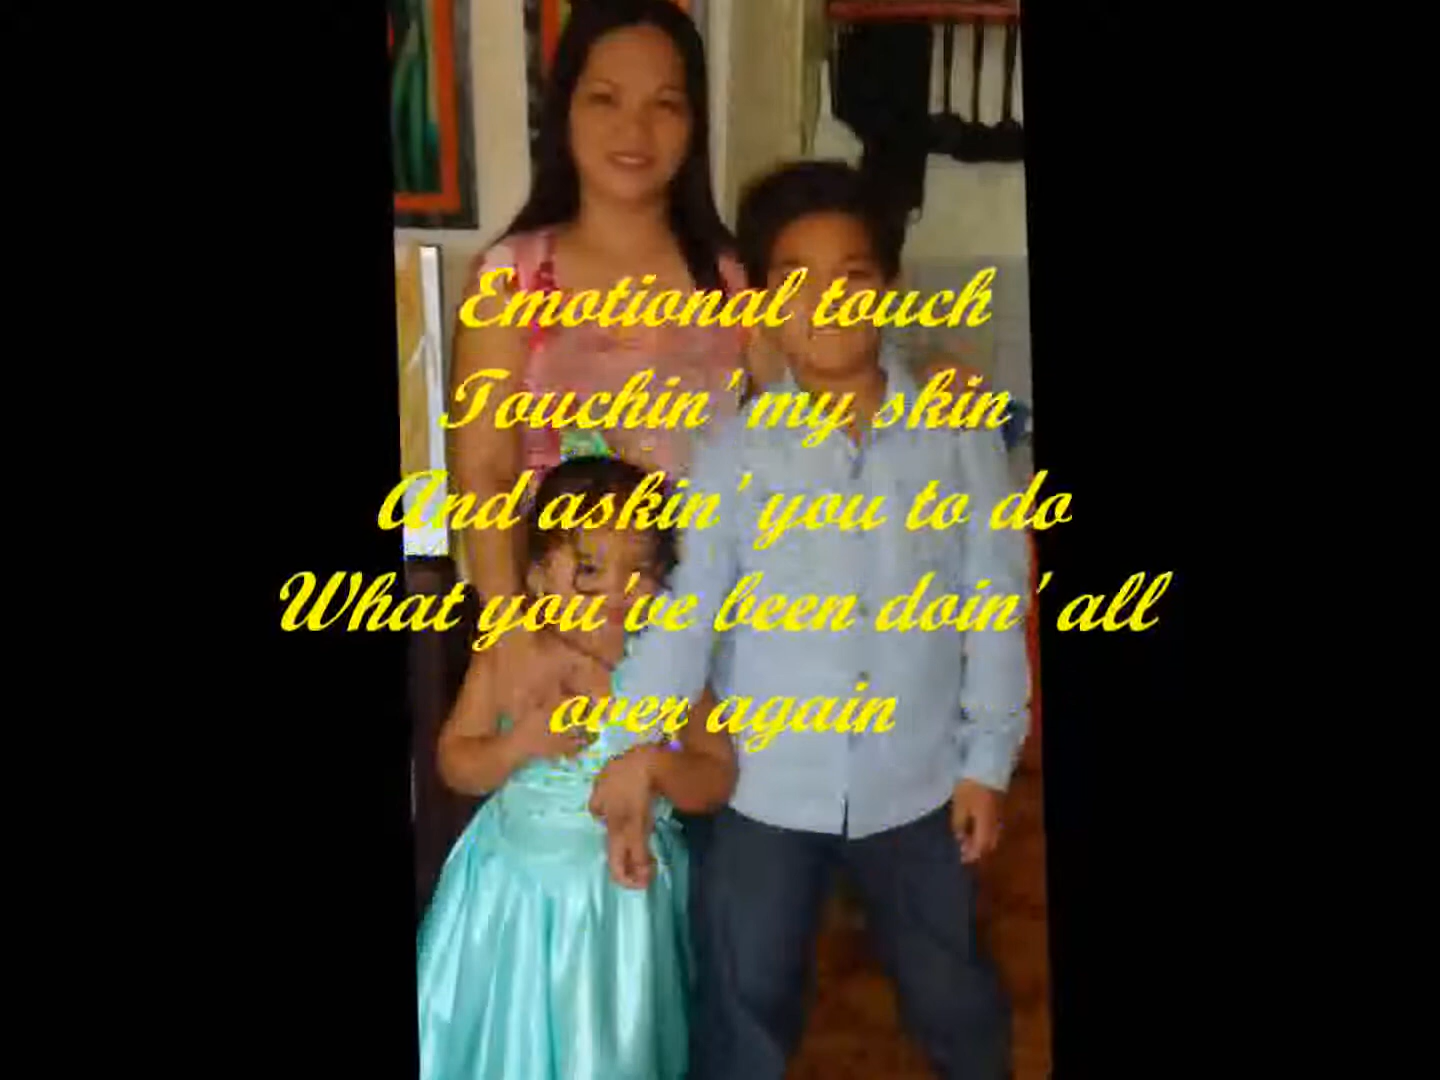 Emotional touch
Touchin' my skin
And askin' you to do
What you've been doin' all
over again